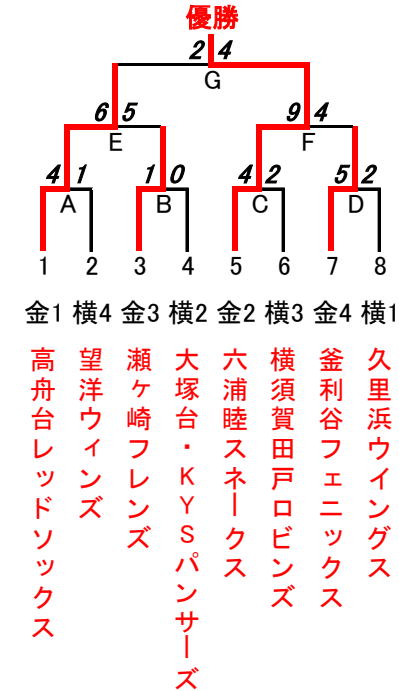 優勝
2 4
G
6 5 9 4
E F
4 1 1 0 4 2 5 2
A B C D
1 2 3 4 5 6 7 8
金1 横4 金3 横2 金2 横3 金4 横1
高舟台レッドソックス
望洋ウィンズ
瀬ヶ崎フレンズ
大塚台・KYSパンサーズ
六浦睦スネークス
横須賀田戸ロビンズ
釜利谷フェニックス
久里浜ウイングス